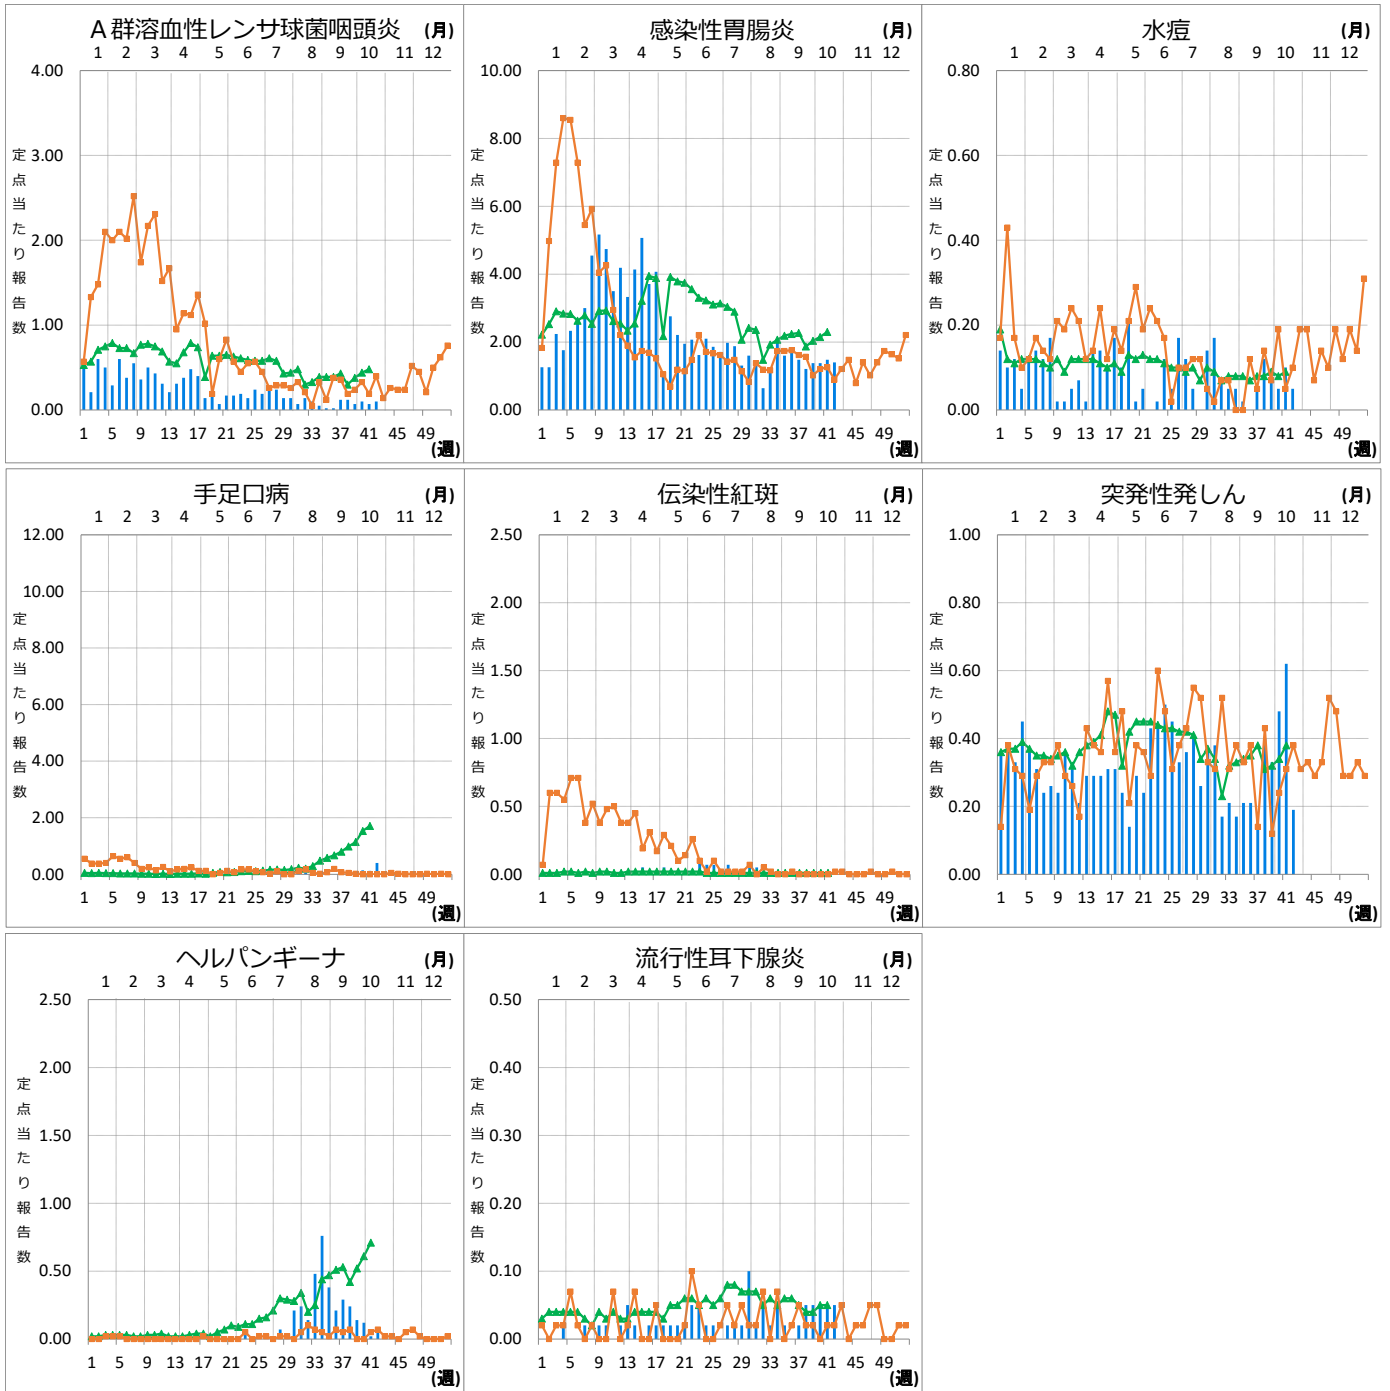 A群溶血性レンサ球菌咽頭炎 (月)
1 2 3 4 5 6 7 8 9 10 11 12
定点当たり報告数
4.00
3.00
2.00
1.00
0.00
1 5 9 13 17 21 25 29 33 37 41 45 49
(週)
感染性胃腸炎 (月)
1 2 3 4 5 6 7 8 9 10 11 12
定点当たり報告数
10.00
8.00
6.00
4.00
2.00
0.00
1 5 9 13 17 21 25 29 33 37 41 45 49
(週)
水痘 (月)
1 2 3 4 5 6 7 8 9 10 11 12
定点当たり報告数
0.80
0.60
0.40
0.20
0.00
1 5 9 13 17 21 25 29 33 37 41 45 49
(週)
手足口病 (月)
1 2 3 4 5 6 7 8 9 10 11 12
定点当たり報告数
12.00
10.00
8.00
6.00
4.00
2.00
0.00
1 5 9 13 17 21 25 29 33 37 41 45 49
(週)
伝染性紅斑 (月)
1 2 3 4 5 6 7 8 9 10 11 12
定点当たり報告数
2.50
2.00
1.50
1.00
0.50
0.00
1 5 9 13 17 21 25 29 33 37 41 45 49
(週)
突発性発しん (月)
1 2 3 4 5 6 7 8 9 10 11 12
定点当たり報告数
1.00
0.80
0.60
0.40
0.20
0.00
1 5 9 13 17 21 25 29 33 37 41 45 49
(週)
ヘルパンギーナ (月)
1 2 3 4 5 6 7 8 9 10 11 12
定点当たり報告数
2.50
2.00
1.50
1.00
0.50
0.00
1 5 9 13 17 21 25 29 33 37 41 45 49
(週)
流行性耳下腺炎 (月)
1 2 3 4 5 6 7 8 9 10 11 12
定点当たり報告数
0.50
0.40
0.30
0.20
0.10
0.00
1 5 9 13 17 21 25 29 33 37 41 45 49
(週)